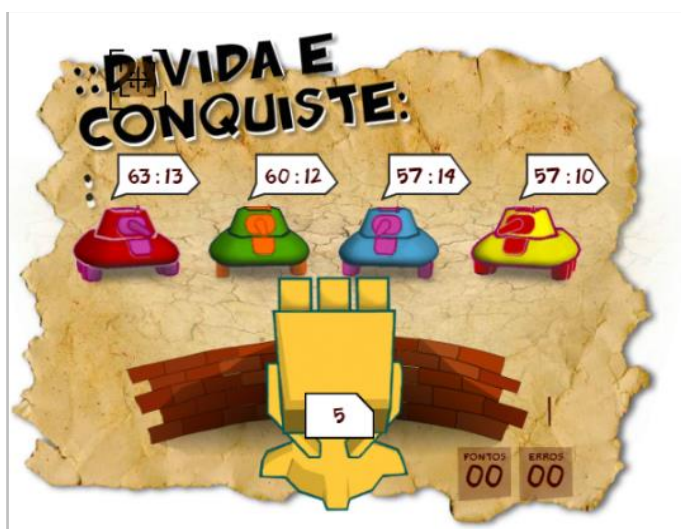 ::DIVIDA E
CONQUISTE:
:
63:13
60:12
57:14
57:10
5
PONTOS
00
ERROS
00